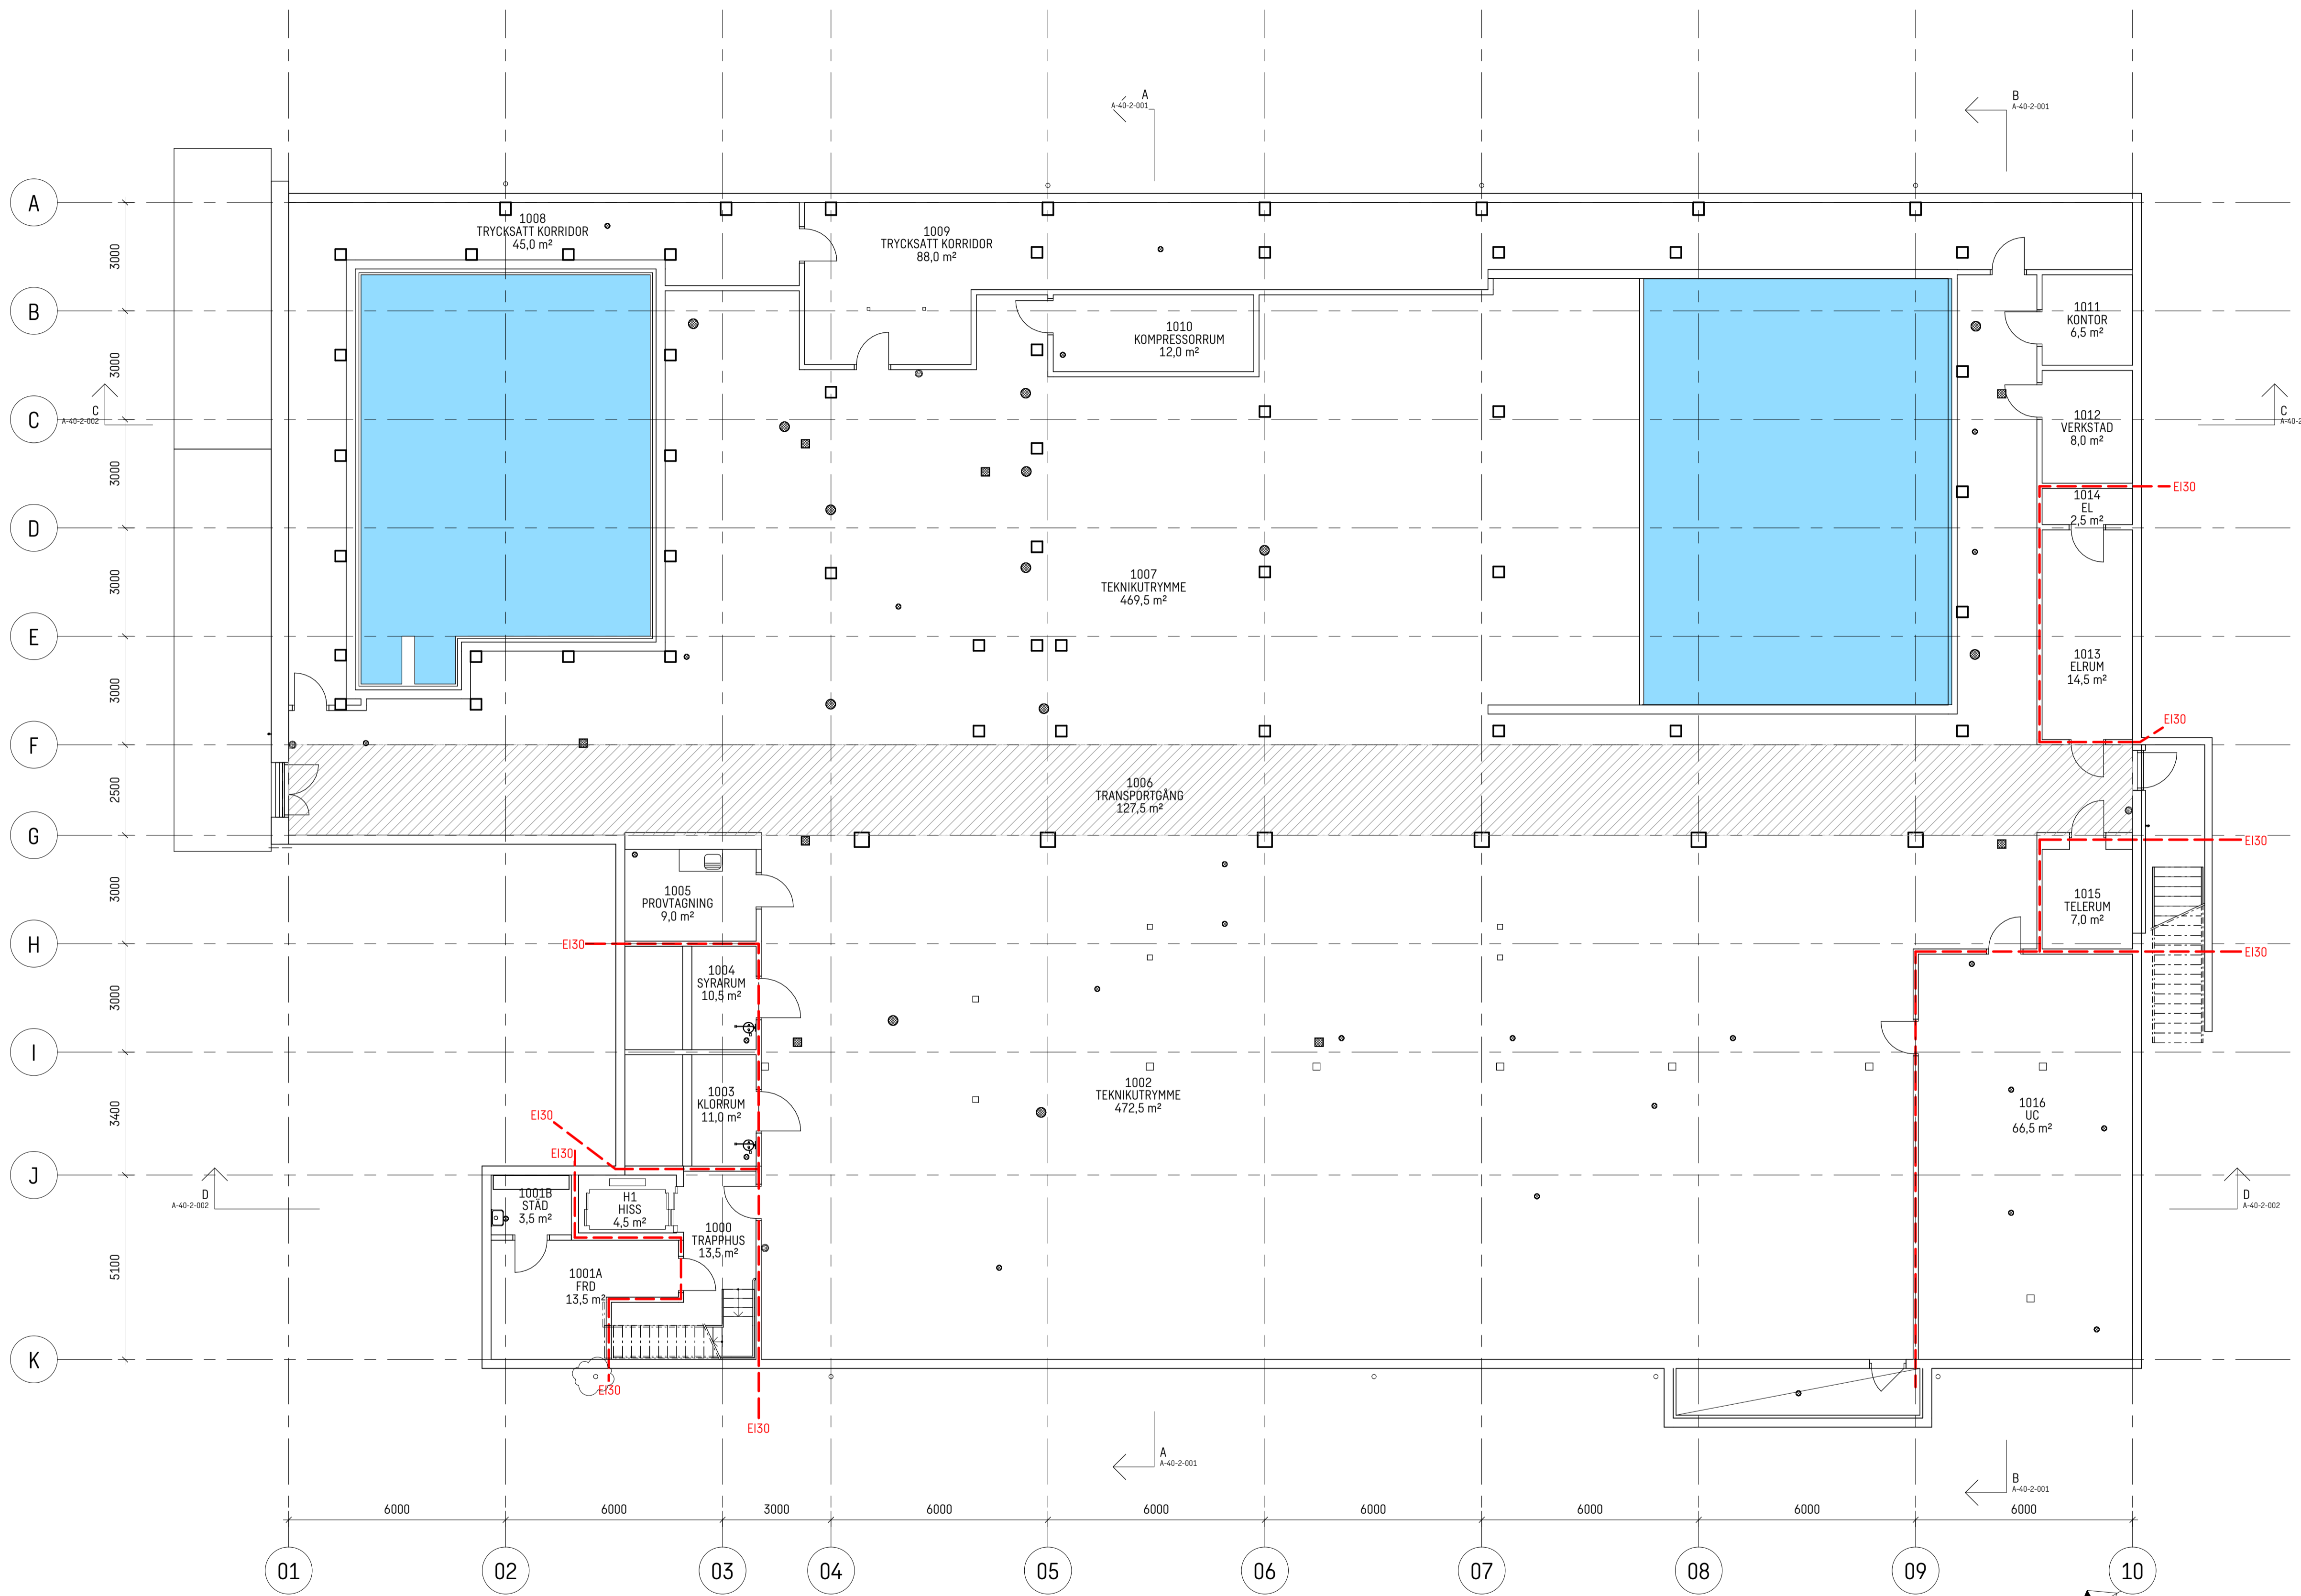 A
A-40-2-001
B
A-40-2-001
A
B
C
D
E
F
G
H
I
J
K
3000
3000
3000
3000
3000
2500
3000
3000
3400
5100
1008
TRYCKSATT KORRIDOR
45,0 m²
1009
TRYCKSATT KORRIDOR
88,0 m²
1010
KOMPRESSORRUM
12,0 m²
1011
KONTOR
6,5 m²
1012
VERKSTAD
8,0 m²
C
A-40-2-002
C
A-40-2
1014
EL
2,5 m²
EI30
1007
TEKNIKUTRYMME
469,5 m²
1013
ELRUM
14,5 m²
EI30
1006
TRANSPORTGÅNG
127,5 m²
EI30
1005
PROVTAGNING
9,0 m²
1015
TELERUM
7,0 m²
EI30
EI30
1004
SYRARUM
10,5 m²
1003
KLORRUM
11,0 m²
1002
TEKNIKUTRYMME
472,5 m²
1016
UC
66,5 m²
EI30
EI30
D
A-40-2-002
D
A-40-2-002
1001B
STÄD
3,5 m²
H1
HISS
4,5 m²
1000
TRAPPHUS
13,5 m²
1001A
FRD
13,5 m²
EI30
EI30
A
A-40-2-001
B
A-40-2-001
6000
6000
3000
6000
6000
6000
6000
6000
6000
01
02
03
04
05
06
07
08
09
10